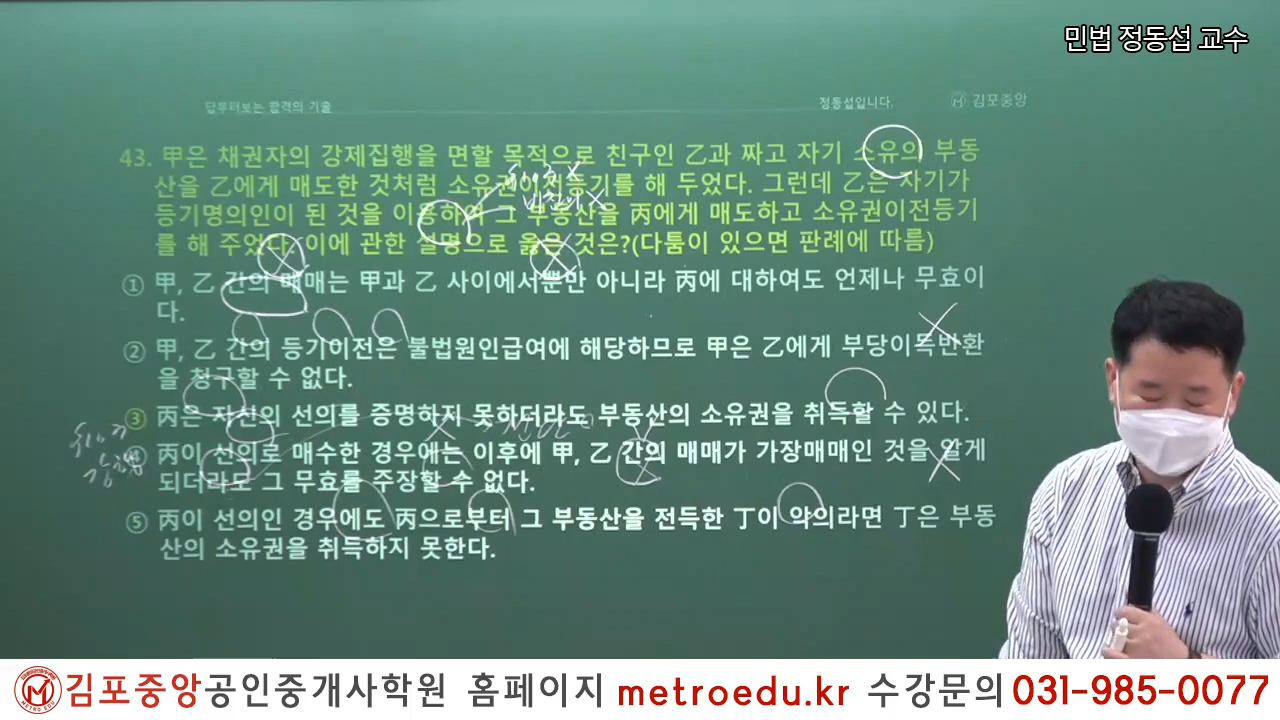 민법 정동섭 교수
답부터보는 합격의 기술
정동섭입니다.
김포중앙
43. 甲은 채권자의 강제집행을 면할 목적으로 친구인 乙과 짜고 자기 소유의 부동
산을 乙에게 매도한 것처럼 소유권이전등기를 해 두었다. 그런데 乙은 자기가
등기명의인이 된 것을 이용하여 그 부동산을 丙에게 매도하고 소유권이전등기
를 해 주었다. 이에 관한 설명으로 옳은 것은?(다툼이 있으면 판례에 따름)
① 甲, 乙 간의 매매는 甲과 乙 사이에서뿐만 아니라 丙에 대하여도 언제나 무효이
다.
② 甲, 乙 간의 등기이전은 불법원인급여에 해당하므로 甲은 乙에게 부당이득반환
을 청구할 수 없다.
③ 丙은 자신의 선의를 증명하지 못하더라도 부동산의 소유권을 취득할 수 있다.
④ 丙이 선의로 매수한 경우에는 이후에 甲, 乙 간의 매매가 가장매매인 것을 알게
되더라도 그 무효를 주장할 수 없다.
⑤ 丙이 선의인 경우에도 丙으로부터 그 부동산을 전득한 丁이 악의라면 丁은 부동
산의 소유권을 취득하지 못한다.
METRO EDU
김포중앙공인중개사학원 홈페이지 metroedu.kr 수강문의 031-985-0077